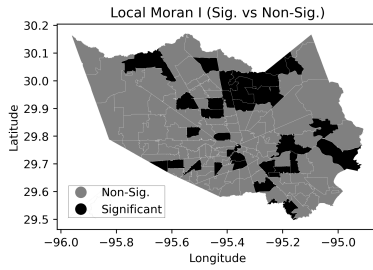 Local Moran I (Sig. vs Non-Sig.)
30.2
30.1
30.0
29.9
29.8
29.7
29.6
29.5
Latitude
Non-Sig.
Significant
−96.0 −95.8 −95.6 −95.4 −95.2 −95.0
Longitude